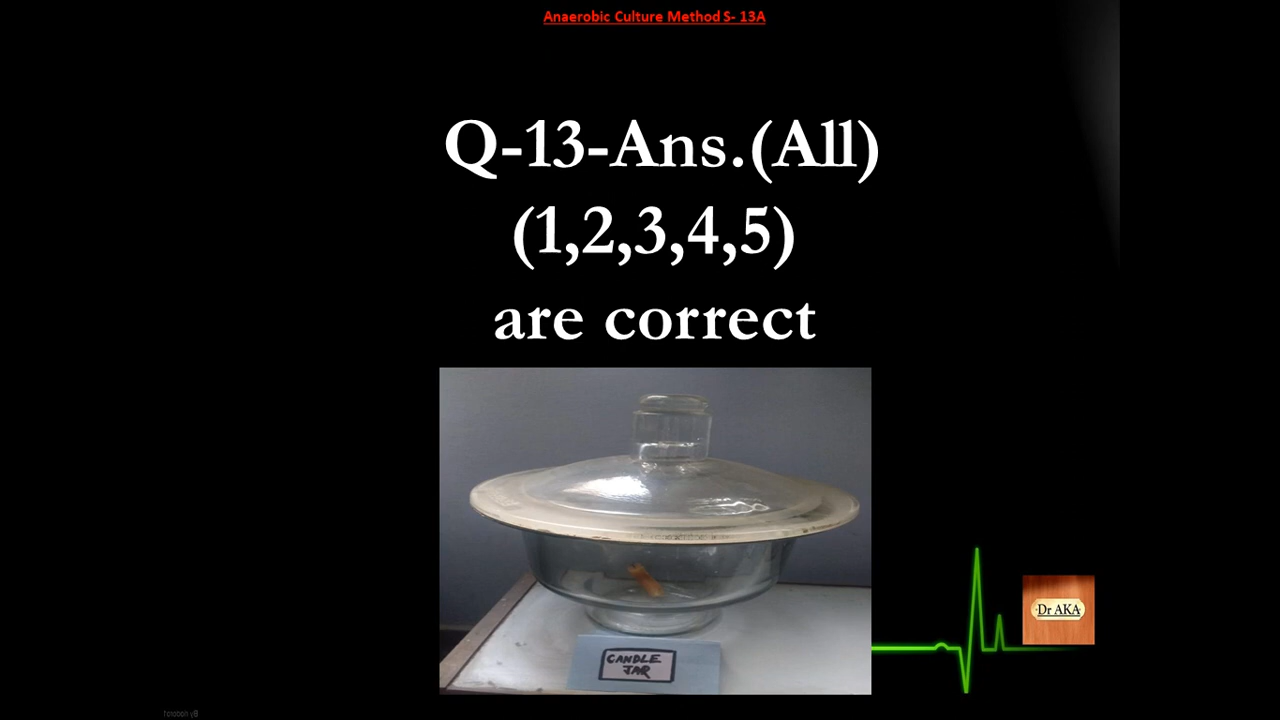 Anaerobic Culture Method S- 13A
Q-13-Ans.(All)
(1,2,3,4,5)
are correct
CANDLE
JAR
Dr AKA